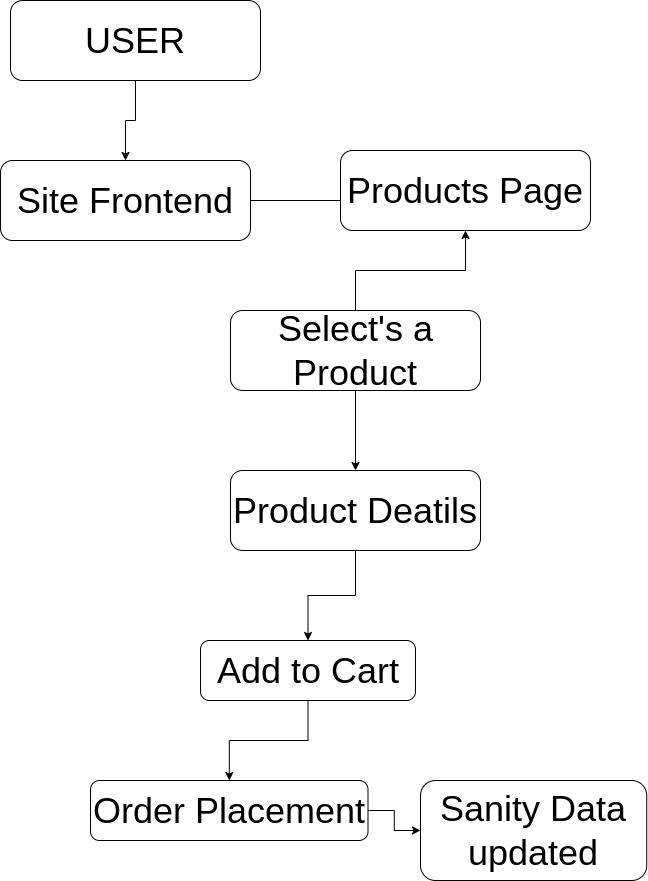 USER
Site Frontend
Products Page
Select's a
Product
Product Deatils
Add to Cart
Order Placement
Sanity Data
updated